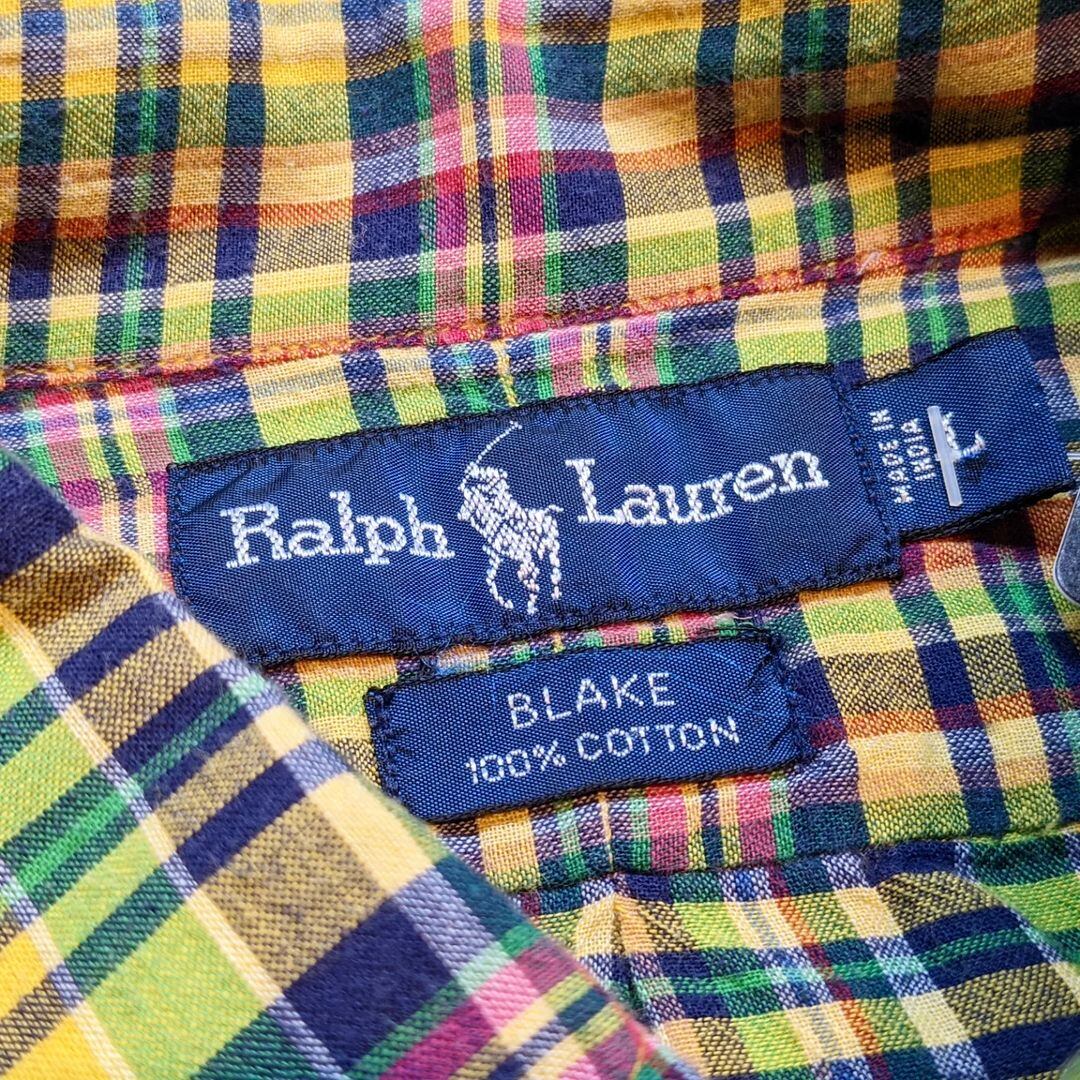 Ralph Lauren
MADE IN
INDIA
L
BLAKE
100% COTTON